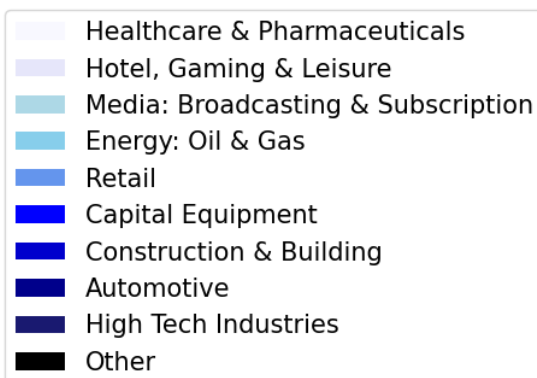 Healthcare & Pharmaceuticals
Hotel, Gaming & Leisure
Media: Broadcasting & Subscription
Energy: Oil & Gas
Retail
Capital Equipment
Construction & Building
Automotive
High Tech Industries
Other